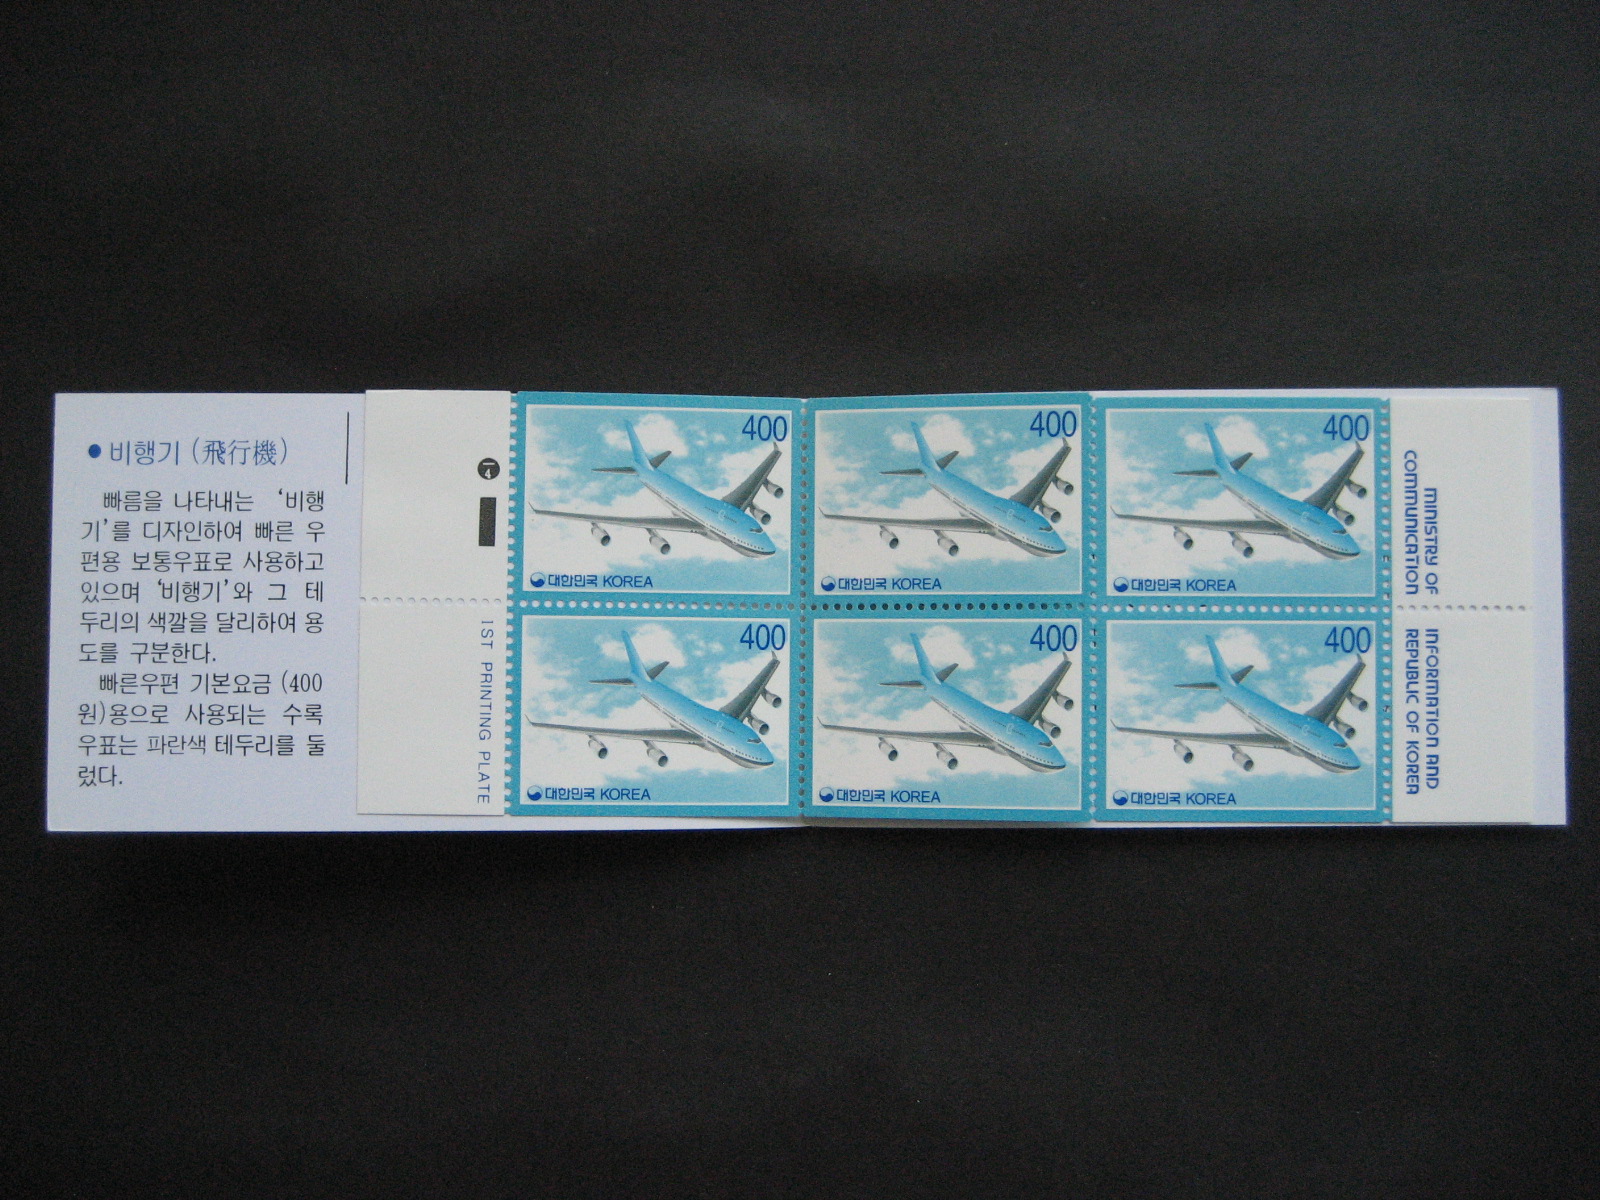 • 비행기 (飛行機)
빠름을 나타내는 ‘비행
기’를 디자인하여 빠른 우
편용 보통우표로 사용하고
있으며 ‘비행기’와 그 테
두리의 색깔을 달리하여 용
도를 구분한다.
빠른우편 기본요금 (400
원)용으로 사용되는 수록
우표는 파란색 테두리를 둘
렀다.
1ST PRINTING PLATE
400
대한민국 KOREA
400
대한민국 KOREA
400
대한민국 KOREA
400
대한민국 KOREA
400
대한민국 KOREA
400
대한민국 KOREA
MINISTRY OF
COMMUNICATION
INFORMATION AND
REPUBLIC OF KOREA